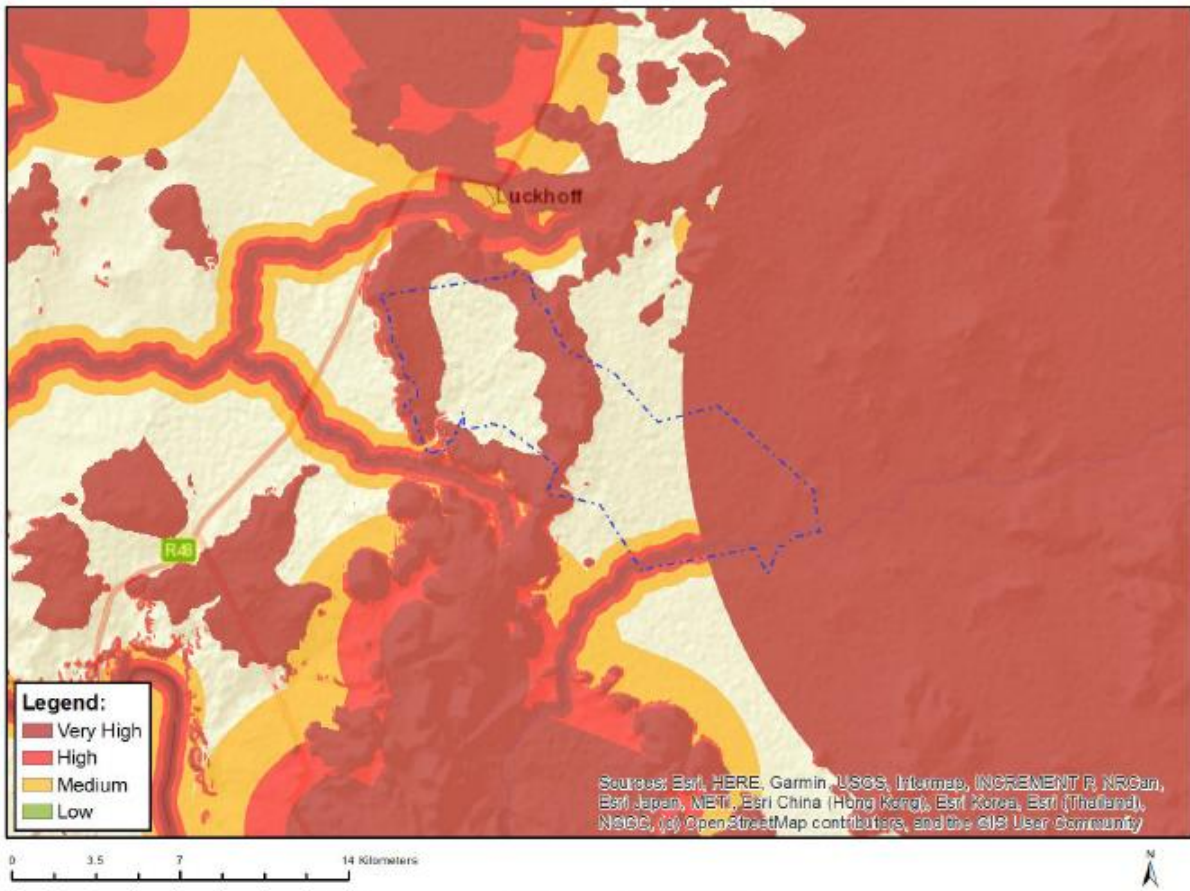 Luckhoff
R48
Legend:
Very High
High
Medium
Low
Sources: Esri, HERE, Garmin, USGS, Intermap, INCREMENT P, NRCan,
Esri Japan, METI, Esri China (Hong Kong), Esri Korea, Esri (Thailand),
NGCC, (c) OpenStreetMap contributors, and the GIS User Community
0 3.5 7 14 Kilometers
N